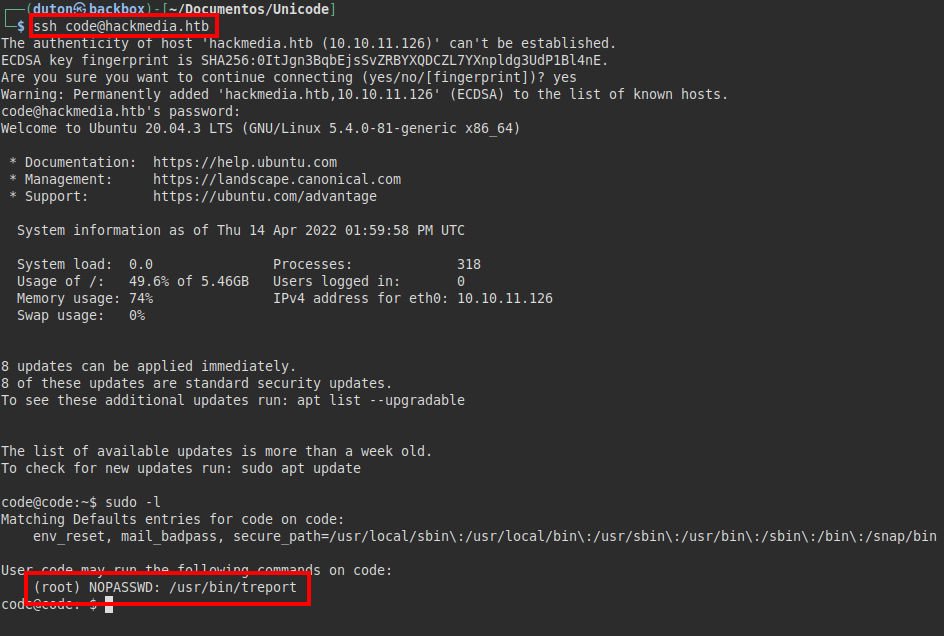 ┌──(duton㉿backbox)-[~/Documentos/Unicode]
└─$ ssh code@hackmedia.htb
The authenticity of host 'hackmedia.htb (10.10.11.126)' can't be established.
ECDSA key fingerprint is SHA256:0ItJgn3BqbEjsSvZRBYXQDCZL7YXnpldg3UdP1Bl4nE.
Are you sure you want to continue connecting (yes/no/[fingerprint])? yes
Warning: Permanently added 'hackmedia.htb,10.10.11.126' (ECDSA) to the list of known hosts.
code@hackmedia.htb's password:
Welcome to Ubuntu 20.04.3 LTS (GNU/Linux 5.4.0-81-generic x86_64)
* Documentation:  https://help.ubuntu.com
* Management:     https://landscape.canonical.com
* Support:        https://ubuntu.com/advantage
System information as of Thu 14 Apr 2022 01:59:58 PM UTC
System load:  0.0               Processes:             318
Usage of /:   49.6% of 5.46GB   Users logged in:       0
Memory usage: 74%               IPv4 address for eth0: 10.10.11.126
Swap usage:   0%
8 updates can be applied immediately.
8 of these updates are standard security updates.
To see these additional updates run: apt list --upgradable
The list of available updates is more than a week old.
To check for new updates run: sudo apt update
code@code:~$ sudo -l
Matching Defaults entries for code on code:
env_reset, mail_badpass, secure_path=/usr/local/sbin\:/usr/local/bin\:/usr/sbin\:/usr/bin\:/sbin\:/bin\:/snap/bin
User code may run the following commands on code:
(root) NOPASSWD: /usr/bin/treport
code@code:~$